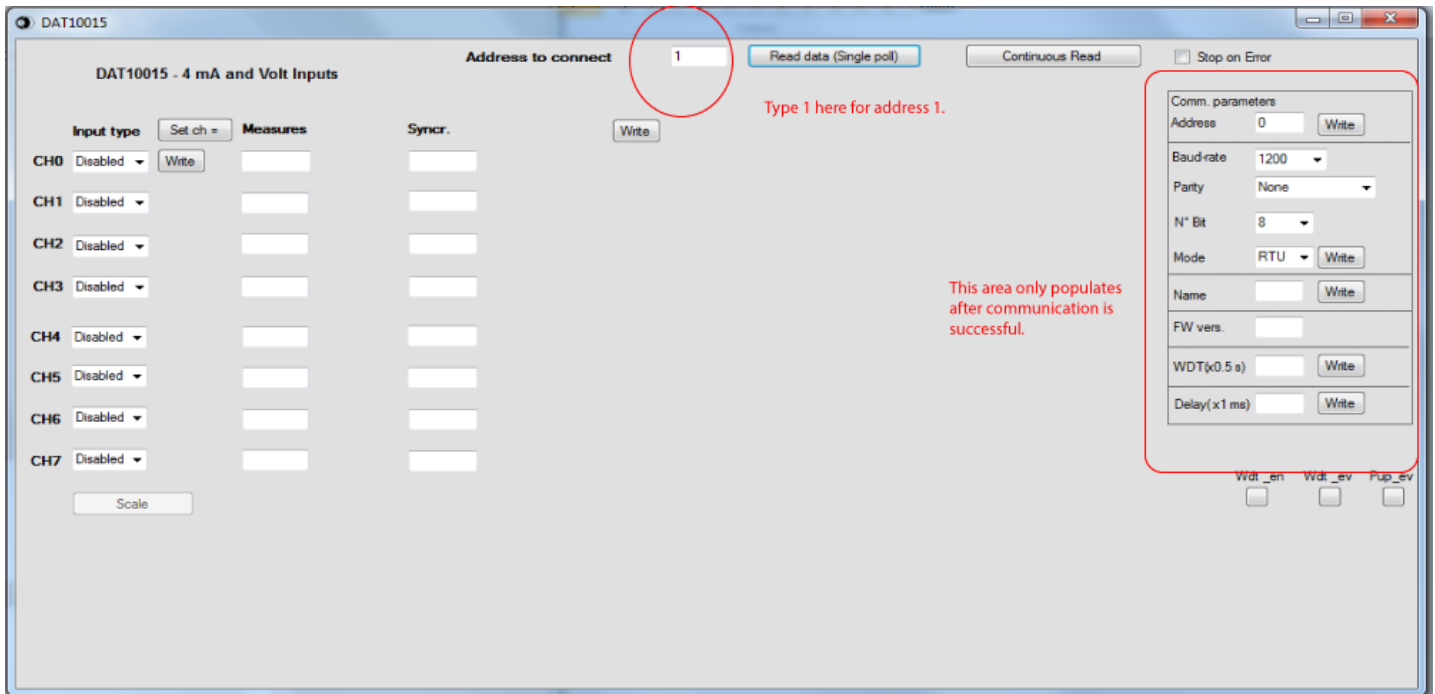 DAT10015
Address to connect 1 Read data (Single poll) Continuous Read Stop on Error
DAT10015 - 4 mA and Volt Inputs
Type 1 here for address 1.
Comm. parameters
Address 0 Write
Input type Set ch = Measures Syncr. Write
CH0 Disabled Write
Baud-rate 1200
Parity None
CH1 Disabled
N° Bit 8
CH2 Disabled
Mode RTU Write
CH3 Disabled
This area only populates
after communication is
successful.
Name Write
FW vers.
CH4 Disabled
WDT(x0.5 s) Write
CH5 Disabled
Delay(x1 ms) Write
CH6 Disabled
CH7 Disabled
Wdt_en Wdt_ev Pup_ev
Scale